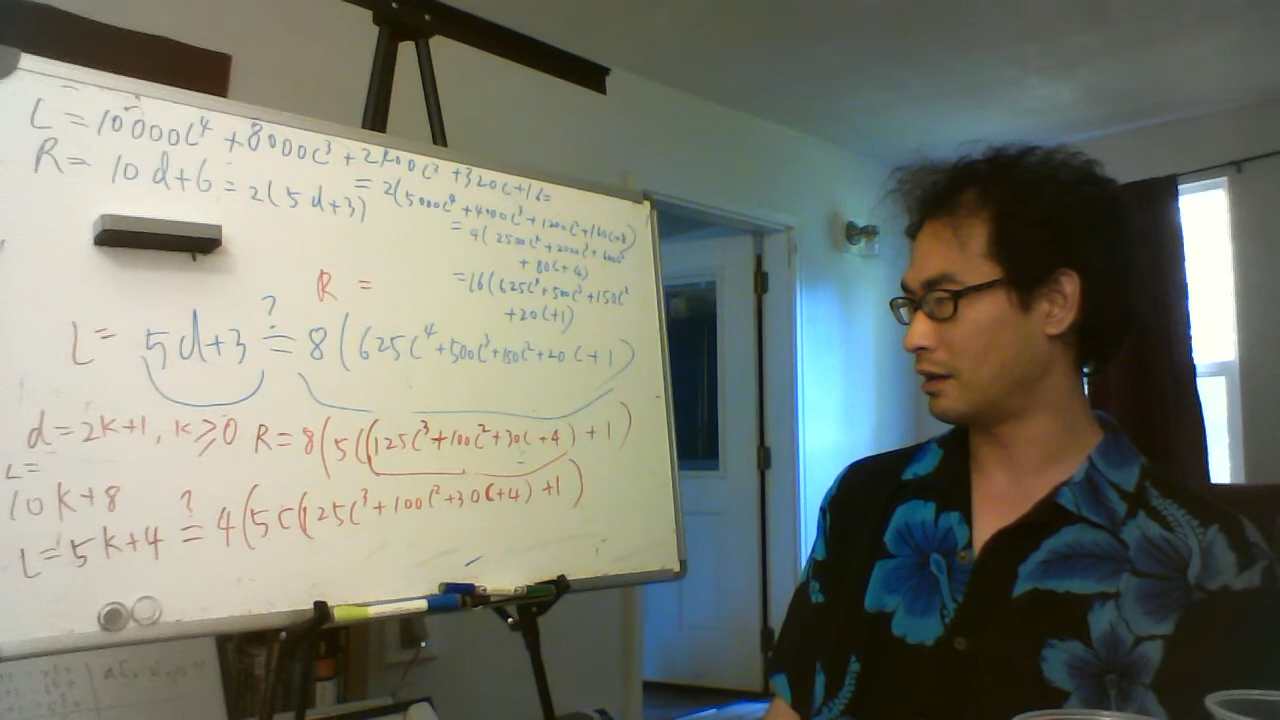 L = 10000c⁴ + 8000c³ + 2400c² + 320c + 16 =
R = 10d+6 = 2(5d+3)
= 2(5000c⁴ + 4000c³ + 1200c² + 160c + 8)
= 4(2500c⁴ + 2000c³ + 600c²
+ 80c + 4)
= 16(625c⁴ + 500c³ + 150c²
+ 20c + 1)
R =
L = 5d+3 ?= 8(625c⁴ + 500c³ + 150c² + 20c + 1)
d = 2k+1, k ≥ 0 R = 8(5c(125c³ + 100c² + 30c + 4) + 1)
L =
10k+8
L = 5k+4 ?= 4(5c(125c³ + 100c² + 30c + 4) + 1)